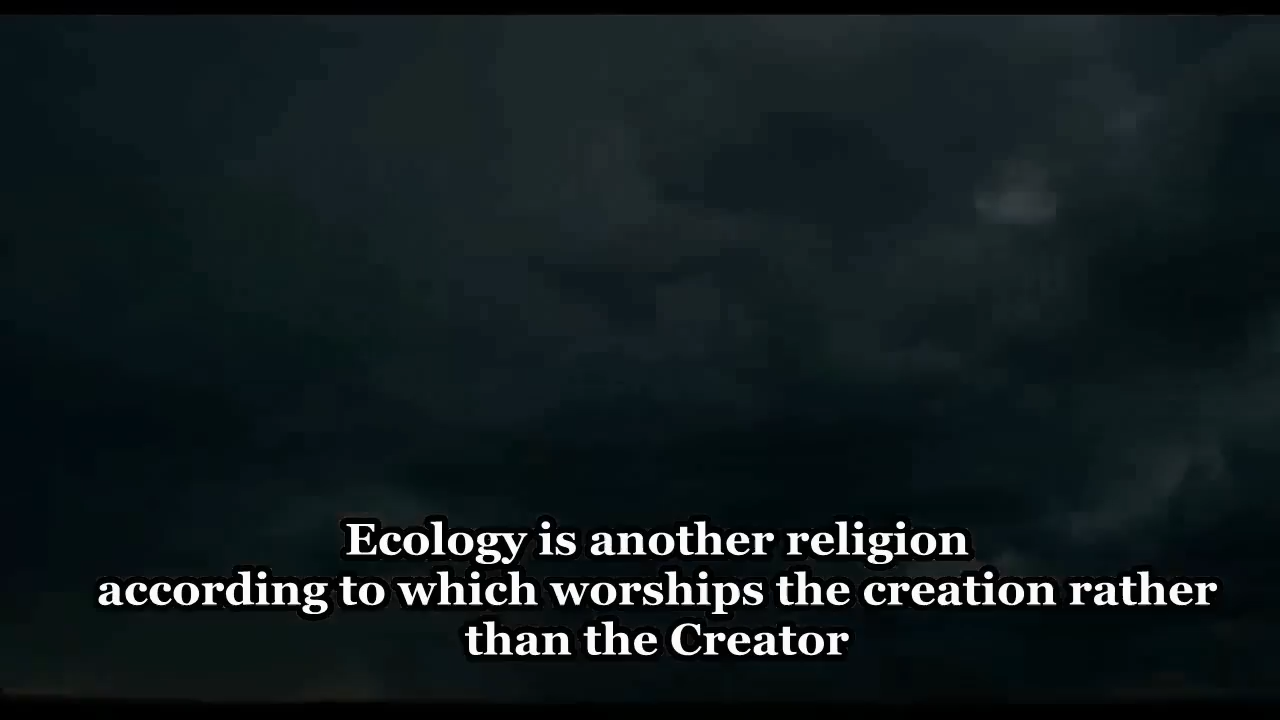 Ecology is another religion
according to which worships the creation rather
than the Creator